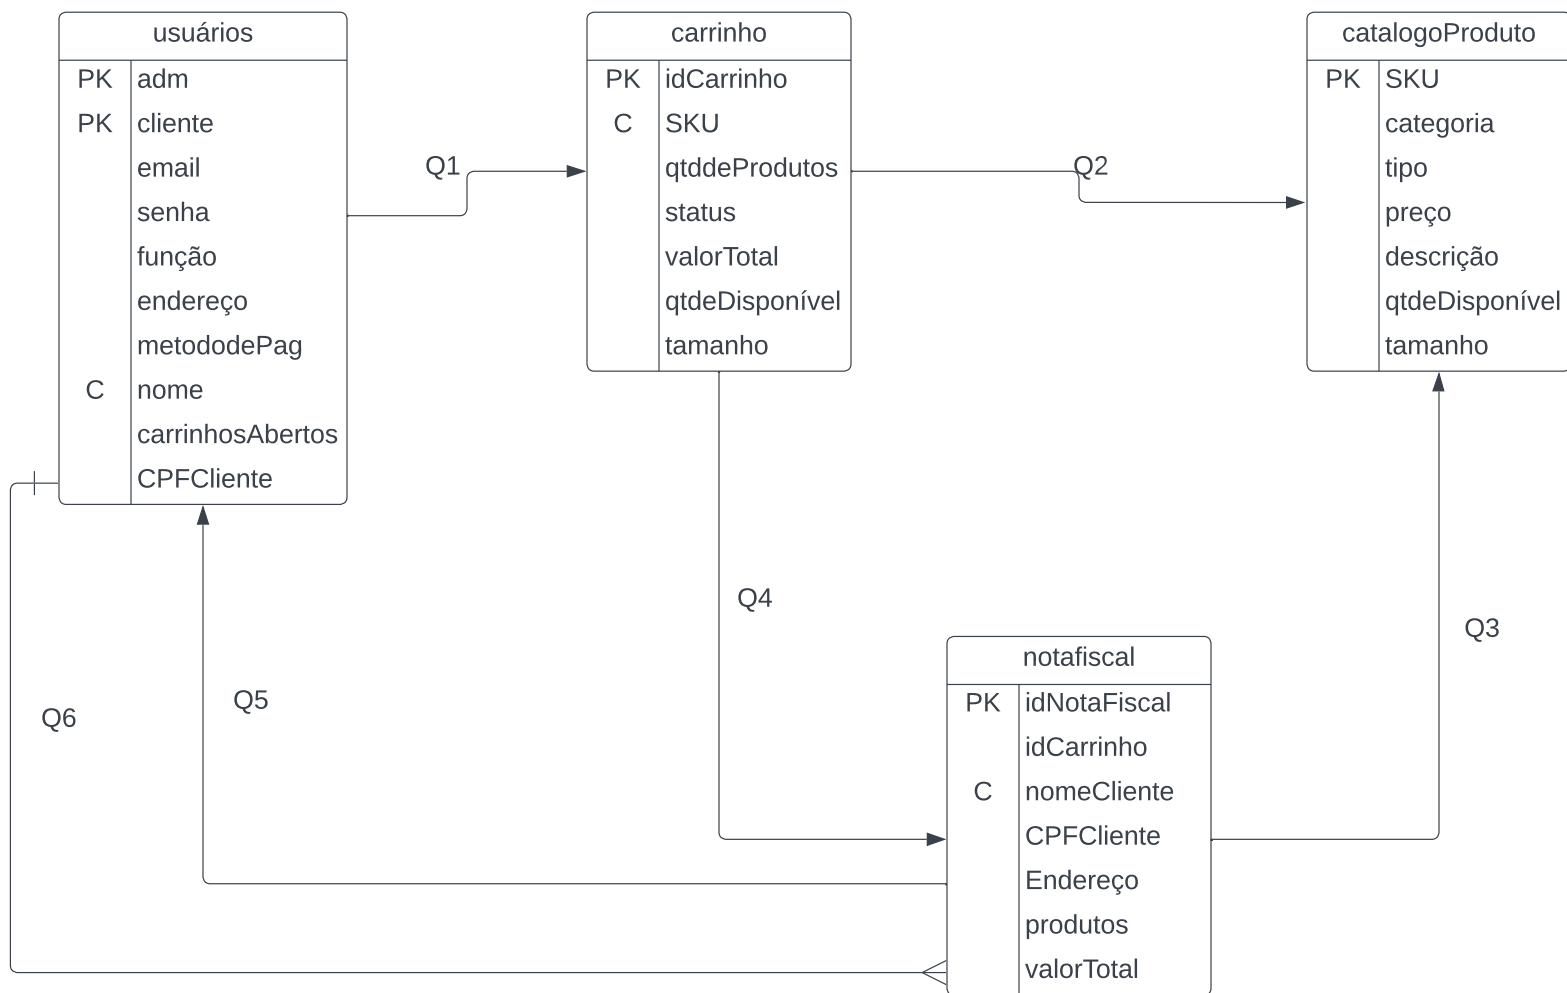 usuários
PK adm
PK cliente
email
senha
função
endereço
metododePag
C nome
carrinhosAbertos
CPFCliente
Q1
carrinho
PK idCarrinho
C SKU
qtddeProdutos
status
valorTotal
qtdeDisponível
tamanho
Q2
catalogoProduto
PK SKU
categoria
tipo
preço
descrição
qtdeDisponível
tamanho
Q4
Q3
Q5
Q6
notafiscal
PK idNotaFiscal
idCarrinho
C nomeCliente
CPFCliente
Endereço
produtos
valorTotal